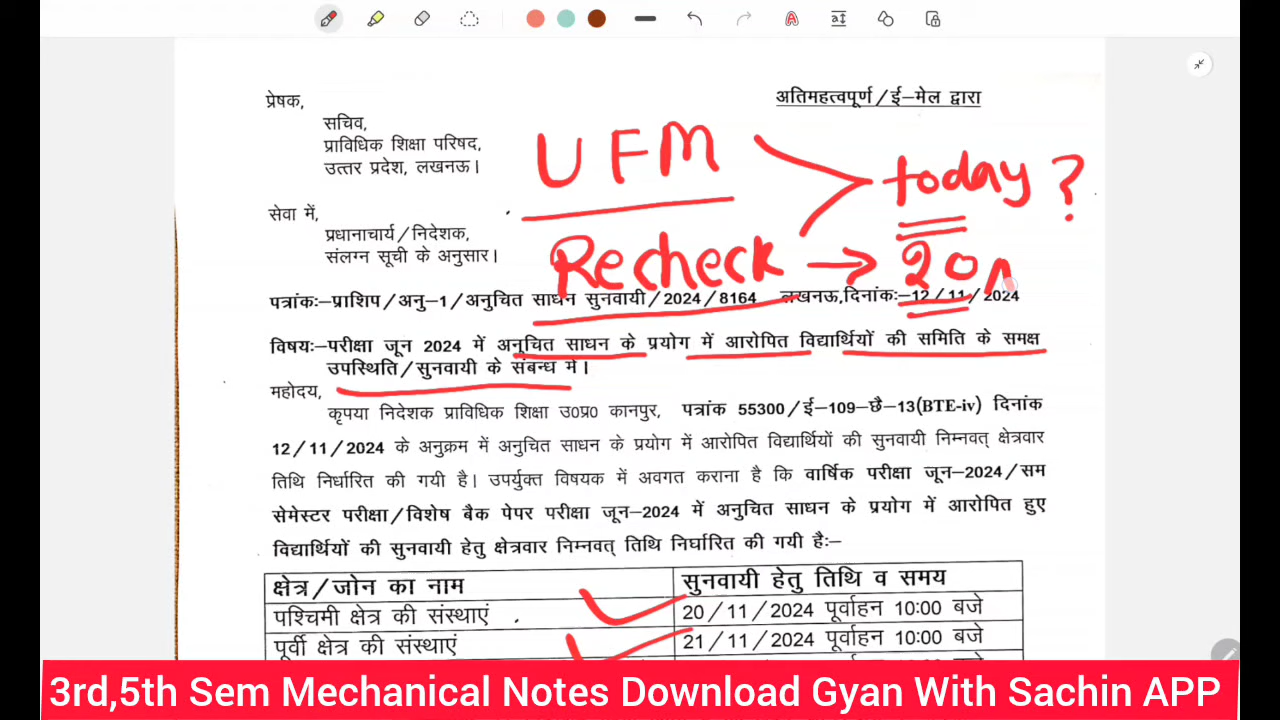 प्रेषक,
अतिमहत्वपूर्ण/ई–मेल द्वारा
सचिव,
प्राविधिक शिक्षा परिषद,
उत्तर प्रदेश, लखनऊ।
UFM
today ?
सेवा में,
प्रधानाचार्य/निदेशक,
संलग्न सूची के अनुसार।
Recheck → 20n
पत्रांकः–प्राशिप/अनु–1/अनुचित साधन सुनवायी/2024/8164 लखनऊ,दिनांकः–12/11/2024
विषयः–परीक्षा जून 2024 में अनुचित साधन के प्रयोग में आरोपित विद्यार्थियों की समिति के समक्ष
उपस्थिति/सुनवायी के संबन्ध में।
महोदय,
कृपया निदेशक प्राविधिक शिक्षा उ0प्र0 कानपुर, पत्रांक 55300/ई–109–छै–13(BTE-iv) दिनांक
12/11/2024 के अनुक्रम में अनुचित साधन के प्रयोग में आरोपित विद्यार्थियों की सुनवायी निम्नवत् क्षेत्रवार
तिथि निर्धारित की गयी है। उपर्युक्त विषयक में अवगत कराना है कि वार्षिक परीक्षा जून–2024/सम
सेमेस्टर परीक्षा/विशेष बैक पेपर परीक्षा जून–2024 में अनुचित साधन के प्रयोग में आरोपित हुए
विद्यार्थियों की सुनवायी हेतु क्षेत्रवार निम्नवत् तिथि निर्धारित की गयी हैः–
क्षेत्र/जोन का नाम सुनवायी हेतु तिथि व समय
पश्चिमी क्षेत्र की संस्थाएं 20/11/2024 पूर्वाहन 10:00 बजे
पूर्वी क्षेत्र की संस्थाएं 21/11/2024 पूर्वाहन 10:00 बजे
3rd,5th Sem Mechanical Notes Download Gyan With Sachin APP